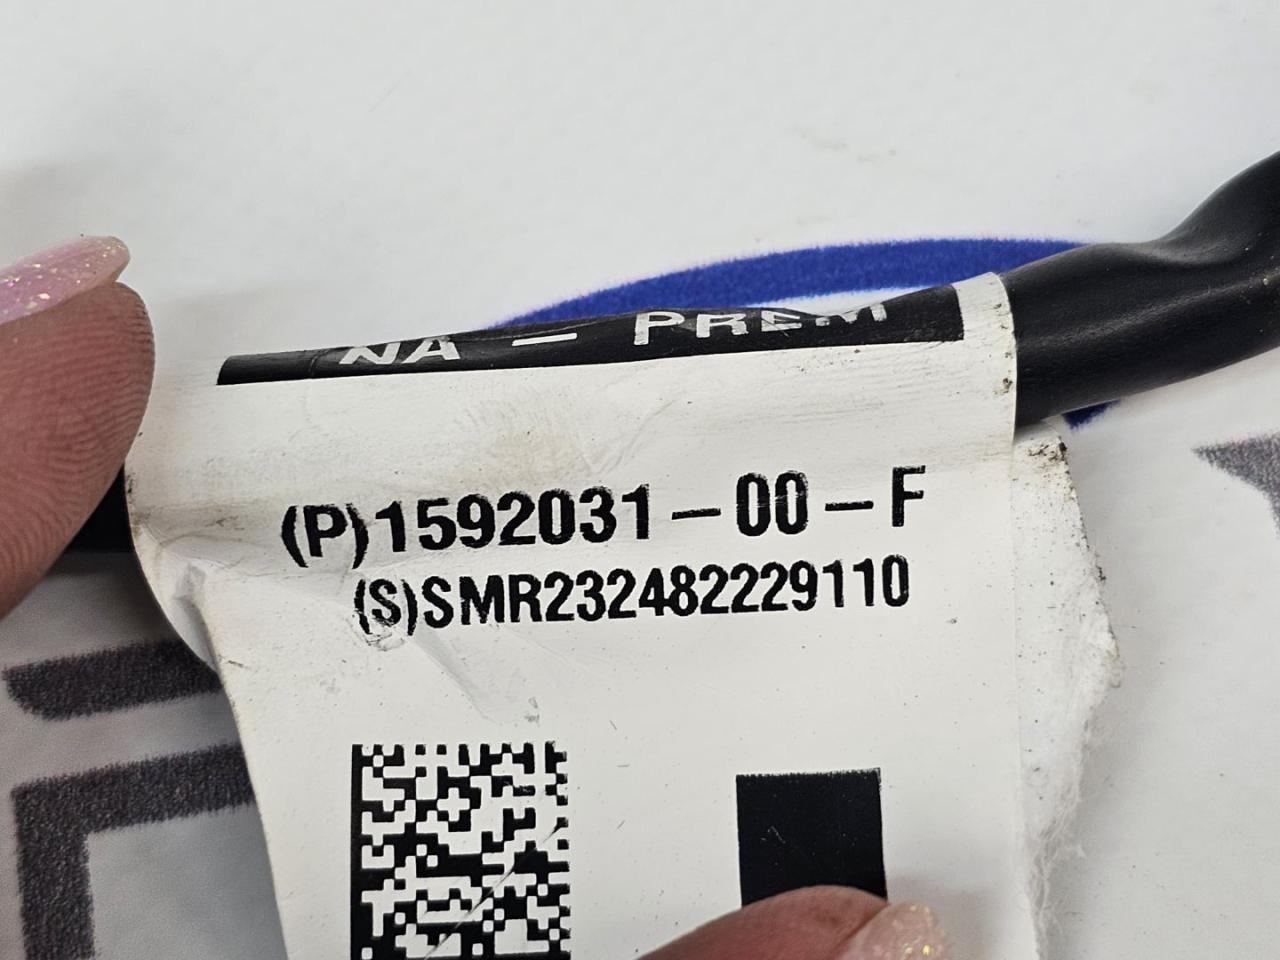 NA - PREM
(P)1592031-00-F
(S)SMR232482229110